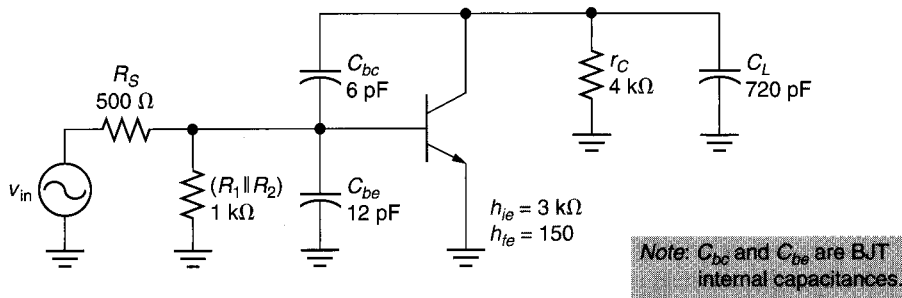 C_bc
6 pF
R_S
500 Ω
v_in
(R_1 ∥ R_2)
1 kΩ
C_be
12 pF
r_C
4 kΩ
C_L
720 pF
h_ie = 3 kΩ
h_fe = 150
Note: C_bc and C_be are BJT
internal capacitances.